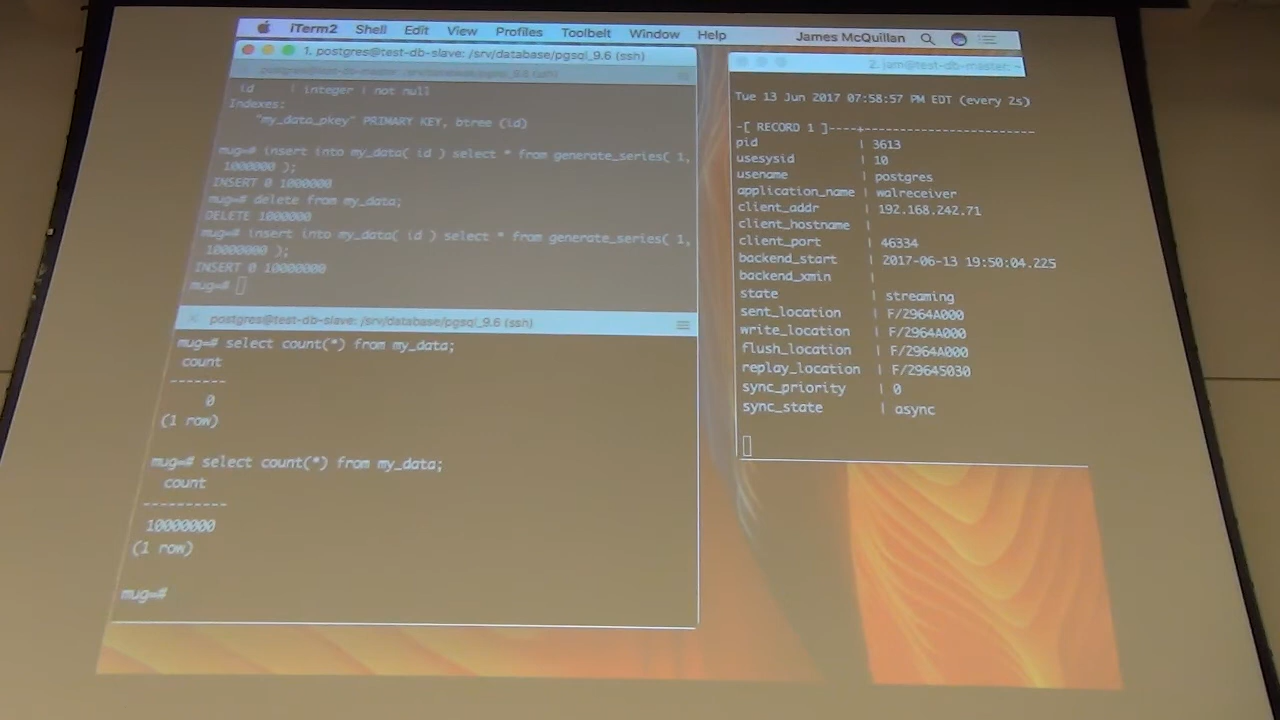 iTerm2 Shell Edit View Profiles Toolbelt Window Help James McQuillan
1. postgres@test-db-slave: /srv/database/pgsql_9.6 (ssh)
id | integer | not null
Indexes:
"my_data_pkey" PRIMARY KEY, btree (id)
mug=# insert into my_data( id ) select * from generate_series( 1,
1000000 );
INSERT 0 1000000
mug=# delete from my_data;
DELETE 1000000
mug=# insert into my_data( id ) select * from generate_series( 1,
10000000 );
INSERT 0 10000000
mug=#
postgres@test-db-slave: /srv/database/pgsql_9.6 (ssh)
mug=# select count(*) from my_data;
count
-------
0
(1 row)
mug=# select count(*) from my_data;
count
----------
10000000
(1 row)
mug=#
2. jam@test-db-master: ~
Tue 13 Jun 2017 07:58:57 PM EDT (every 2s)
-[ RECORD 1 ]----+-----------------------
pid | 3613
usesysid | 10
usename | postgres
application_name | walreceiver
client_addr | 192.168.242.71
client_hostname |
client_port | 46334
backend_start | 2017-06-13 19:50:04.225
backend_xmin |
state | streaming
sent_location | F/2964A000
write_location | F/2964A000
flush_location | F/2964A000
replay_location | F/29645030
sync_priority | 0
sync_state | async